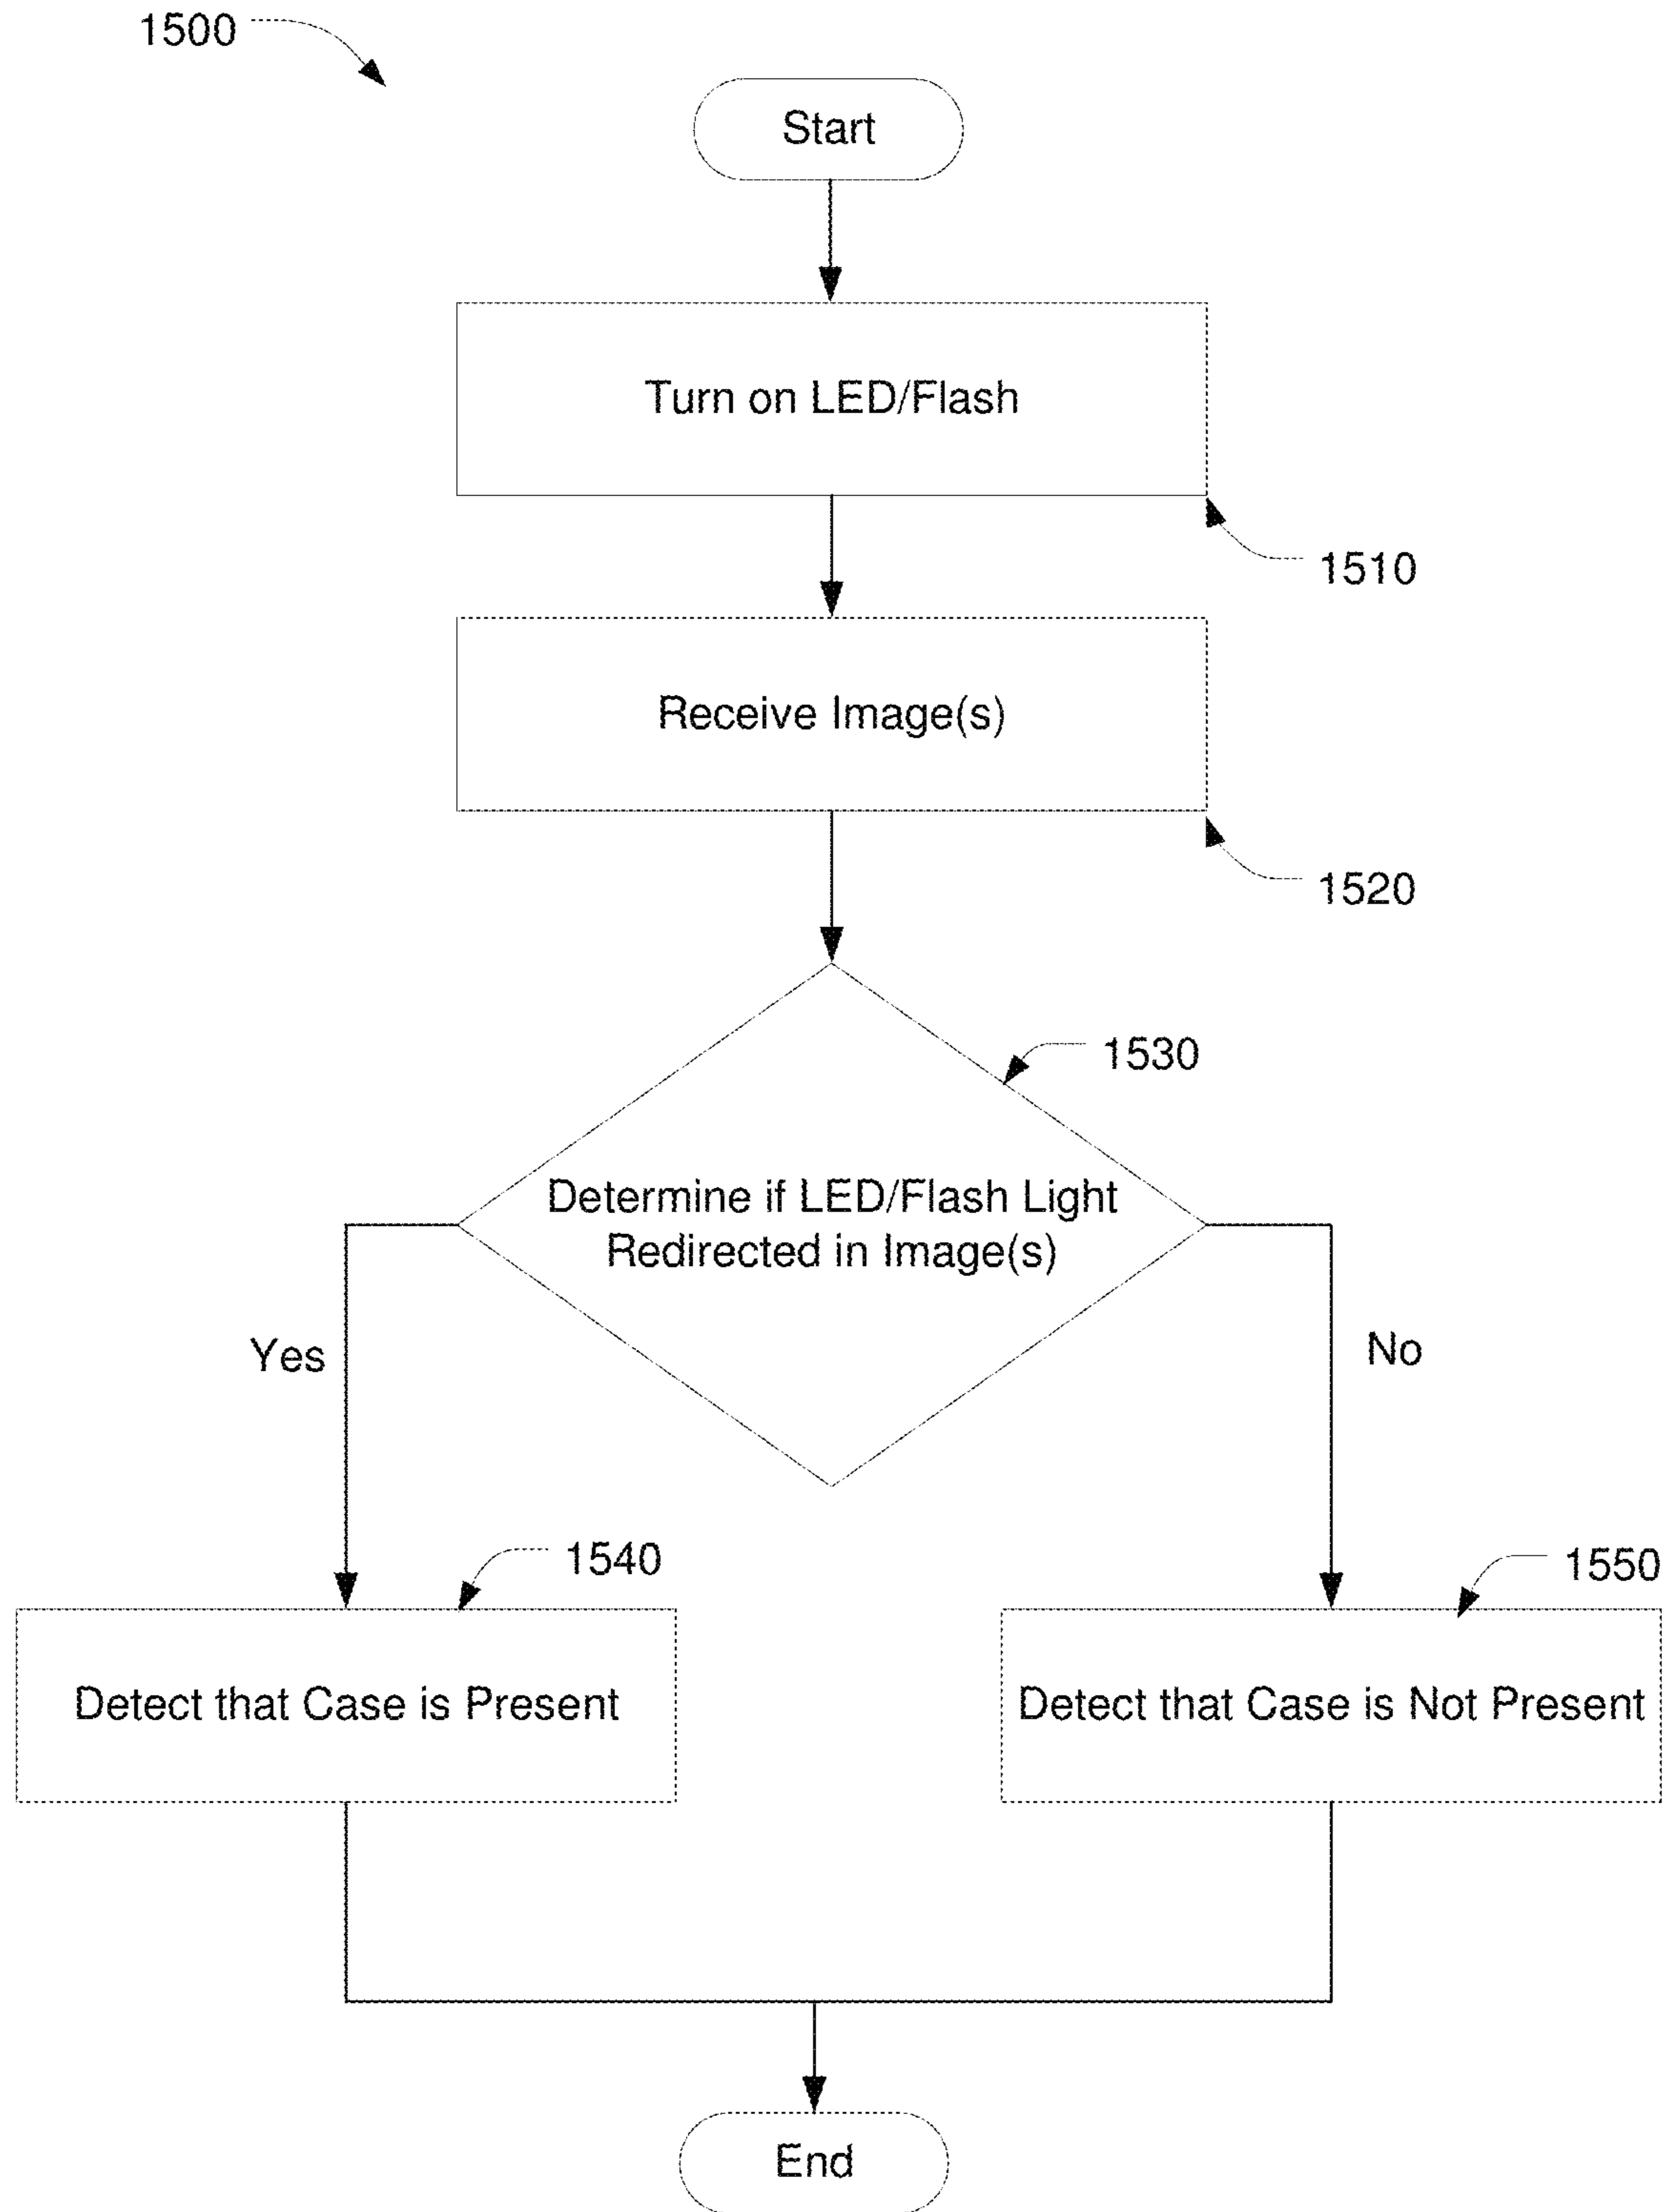 1500
Start
Turn on LED/Flash
1510
Receive Image(s)
1520
1530
Determine if LED/Flash Light
Redirected in Image(s)
Yes
No
1540
1550
Detect that Case is Present
Detect that Case is Not Present
End